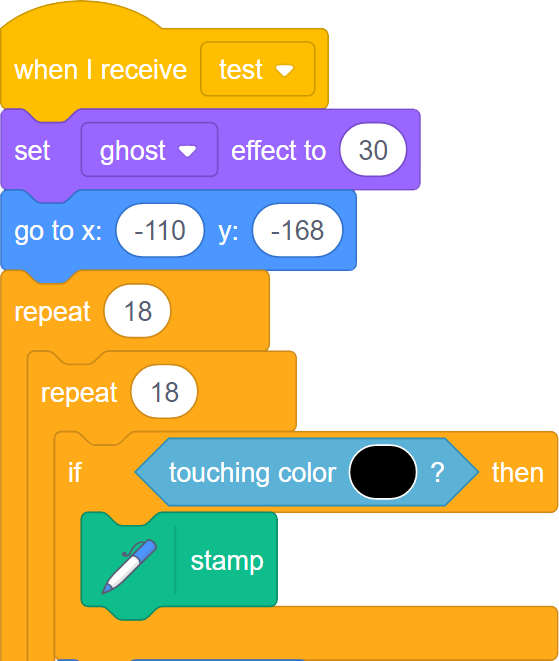 when I receive test
set ghost effect to 30
go to x: -110 y: -168
repeat 18
repeat 18
if touching color ? then
stamp